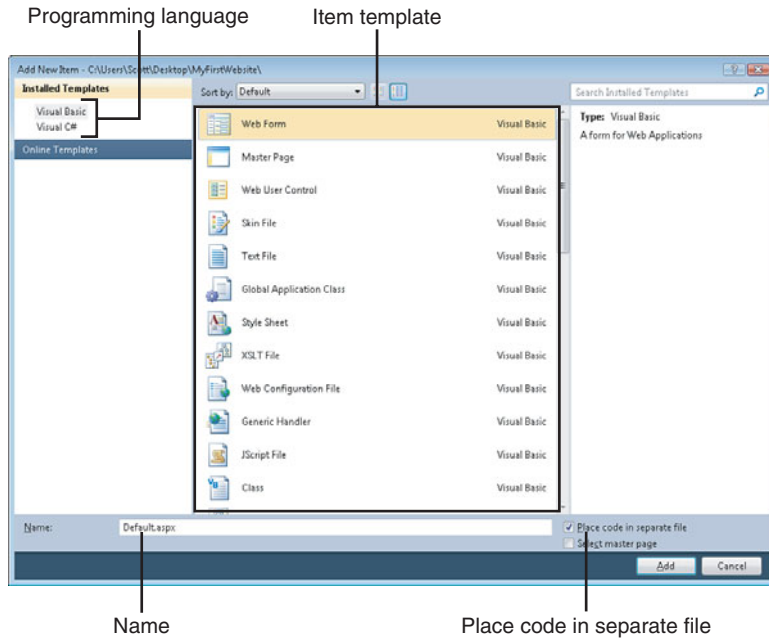 Programming language
Item template
Add New Item - C:\Users\Scott\Desktop\MyFirstWebsite\
Installed Templates
Sort by: Default
Search Installed Templates
Visual Basic
Visual C#
Online Templates
Web Form Visual Basic
Master Page Visual Basic
Web User Control Visual Basic
Skin File Visual Basic
Text File Visual Basic
Global Application Class Visual Basic
Style Sheet Visual Basic
XSLT File Visual Basic
Web Configuration File Visual Basic
Generic Handler Visual Basic
JScript File Visual Basic
Class Visual Basic
Type: Visual Basic
A form for Web Applications
Name: Default.aspx
Place code in separate file
Select master page
Add Cancel
Name
Place code in separate file